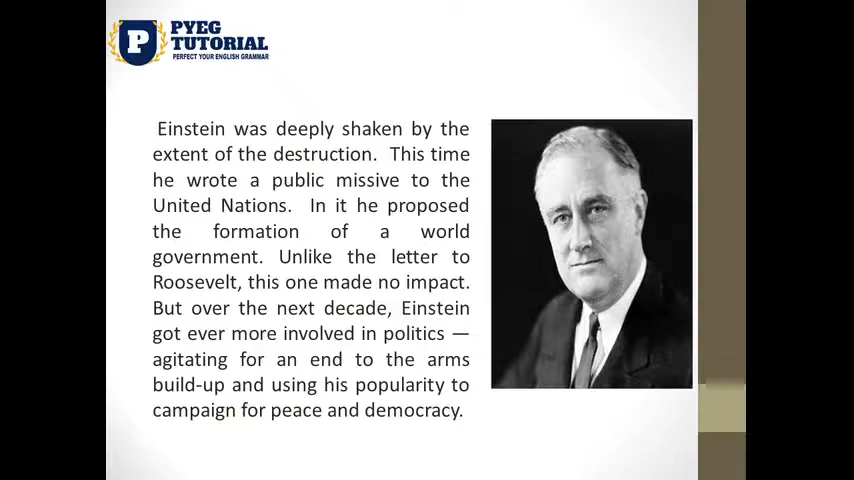 P
PYEG
TUTORIAL
PERFECT YOUR ENGLISH GRAMMAR
Einstein was deeply shaken by the
extent of the destruction. This time
he wrote a public missive to the
United Nations. In it he proposed
the formation of a world
government. Unlike the letter to
Roosevelt, this one made no impact.
But over the next decade, Einstein
got ever more involved in politics —
agitating for an end to the arms
build-up and using his popularity to
campaign for peace and democracy.